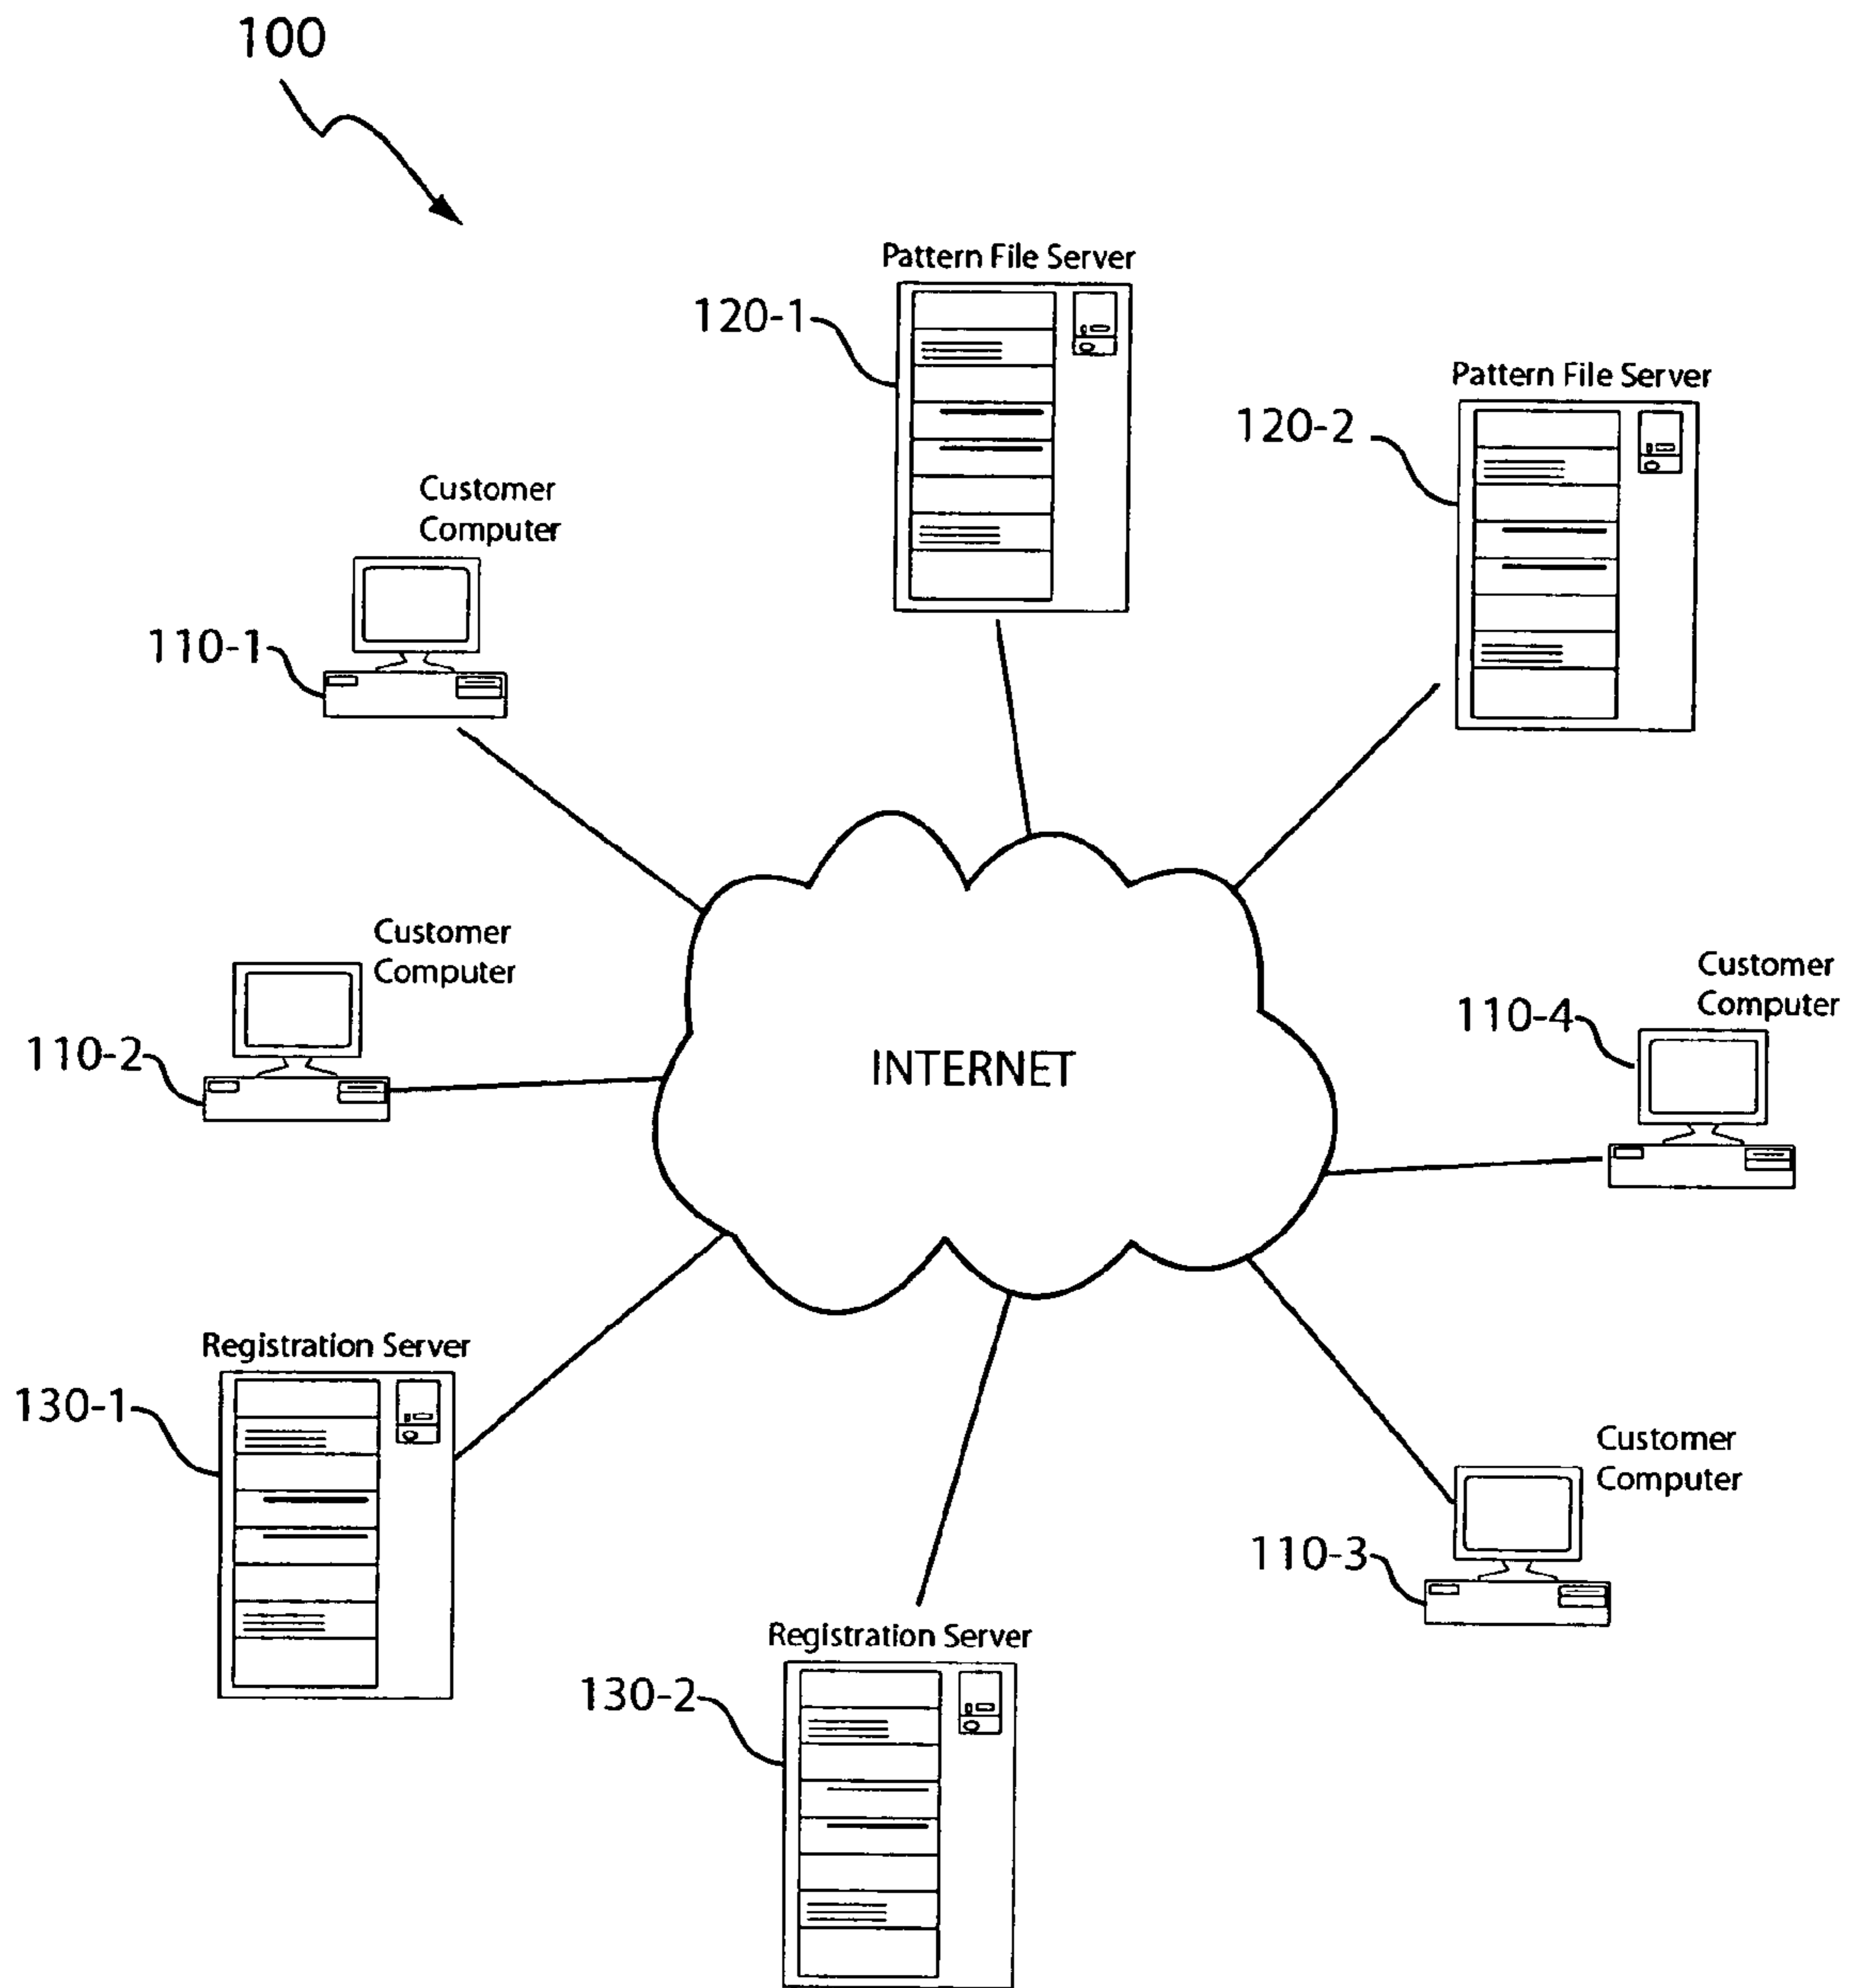 100
Pattern File Server
120-1
Pattern File Server
120-2
Customer
Computer
110-1
Customer
Computer
110-2
INTERNET
Customer
Computer
110-4
Registration Server
130-1
Customer
Computer
110-3
Registration Server
130-2